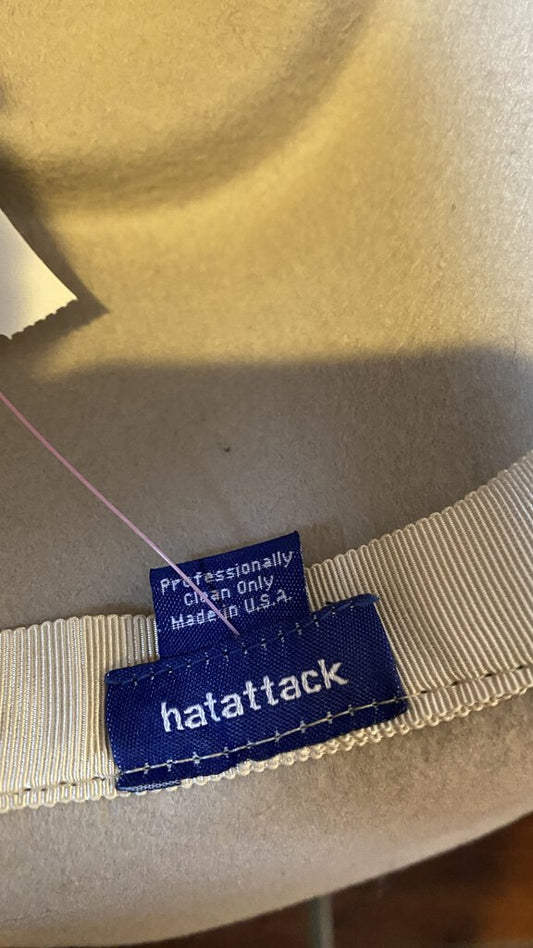 Professionally
Clean Only
Made in U.S.a.
hatattack